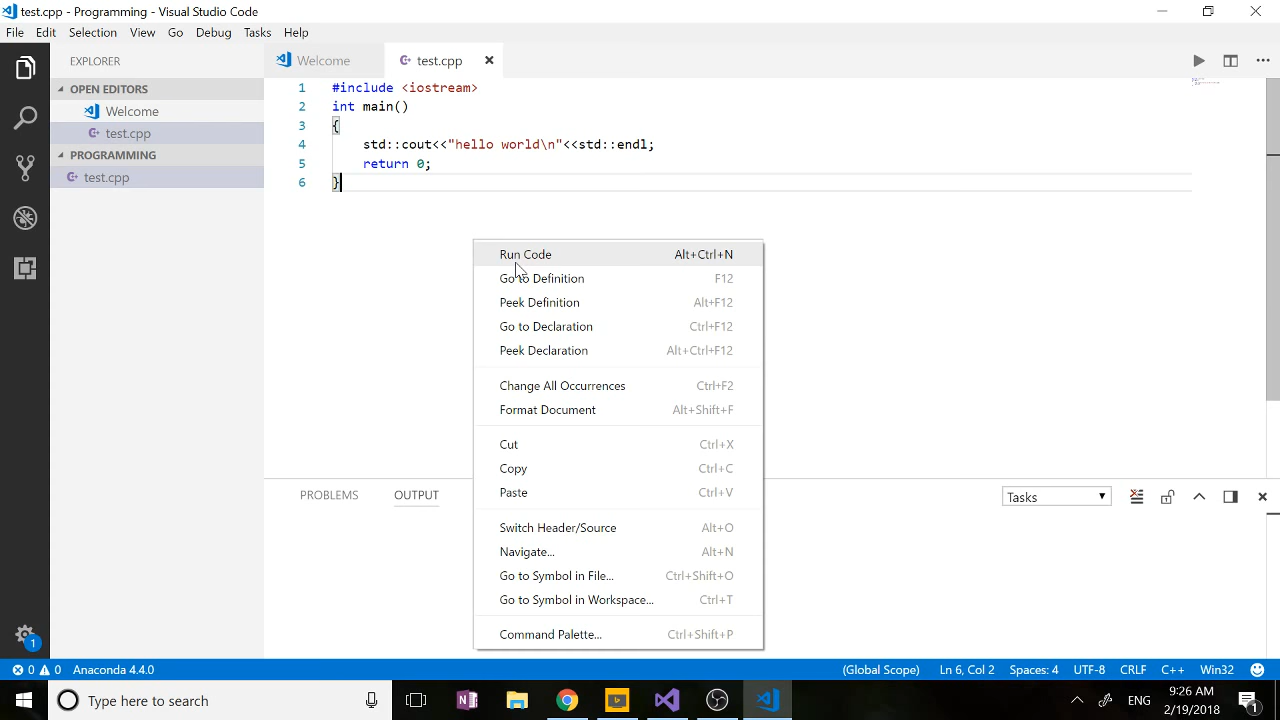 test.cpp - Programming - Visual Studio Code
File Edit Selection View Go Debug Tasks Help
EXPLORER
OPEN EDITORS
Welcome
test.cpp
PROGRAMMING
test.cpp
Welcome
test.cpp
1 #include <iostream>
2 int main()
3 {
4 std::cout<<"hello world\n"<<std::endl;
5 return 0;
6 }
Run Code Alt+Ctrl+N
Go to Definition F12
Peek Definition Alt+F12
Go to Declaration Ctrl+F12
Peek Declaration Alt+Ctrl+F12
Change All Occurrences Ctrl+F2
Format Document Alt+Shift+F
Cut Ctrl+X
Copy Ctrl+C
Paste Ctrl+V
Switch Header/Source Alt+O
Navigate... Alt+N
Go to Symbol in File... Ctrl+Shift+O
Go to Symbol in Workspace... Ctrl+T
Command Palette... Ctrl+Shift+P
PROBLEMS OUTPUT
Tasks
1
0 0 Anaconda 4.4.0
(Global Scope) Ln 6, Col 2 Spaces: 4 UTF-8 CRLF C++ Win32
Type here to search
ENG
9:26 AM
2/19/2018
1